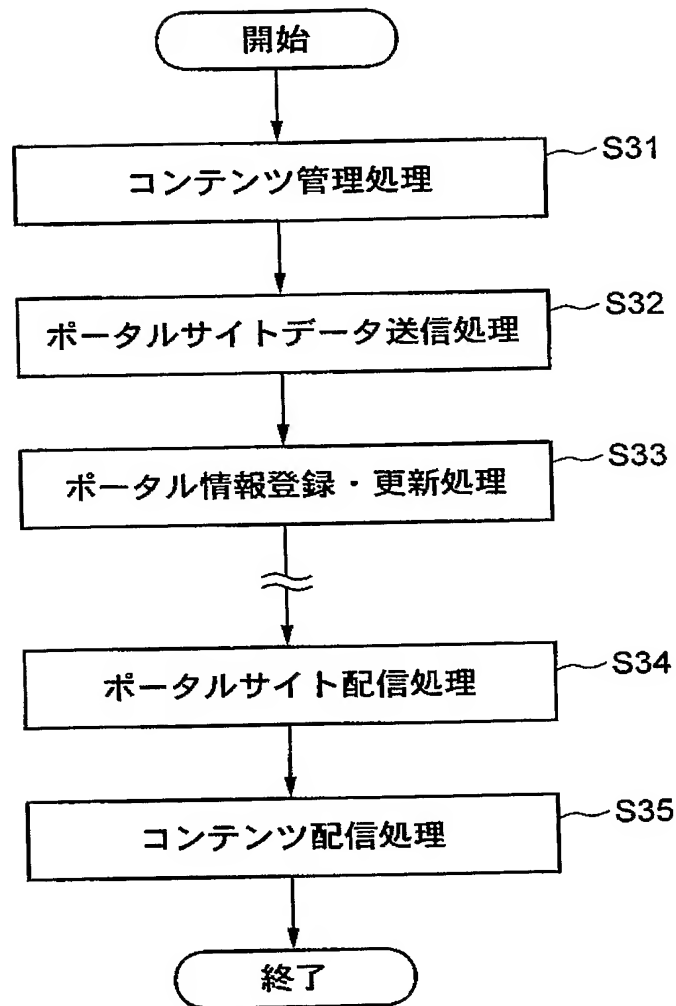 開始
コンテンツ管理処理
S31
ポータルサイトデータ送信処理
S32
ポータル情報登録・更新処理
S33
ポータルサイト配信処理
S34
コンテンツ配信処理
S35
終了